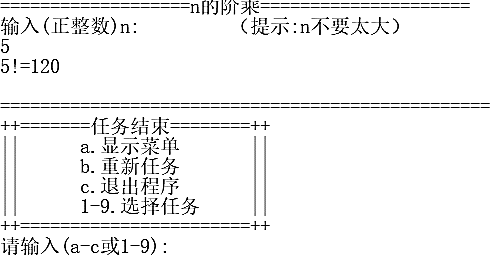 ===================n的阶乘=====================
输入(正整数)n:          (提示:n不要太大)
5
5!=120
=================================================
++=======任务结束========++
||      a.显示菜单       ||
||      b.重新任务       ||
||      c.退出程序       ||
||      1-9.选择任务     ||
++=======================++
请输入(a-c或1-9):